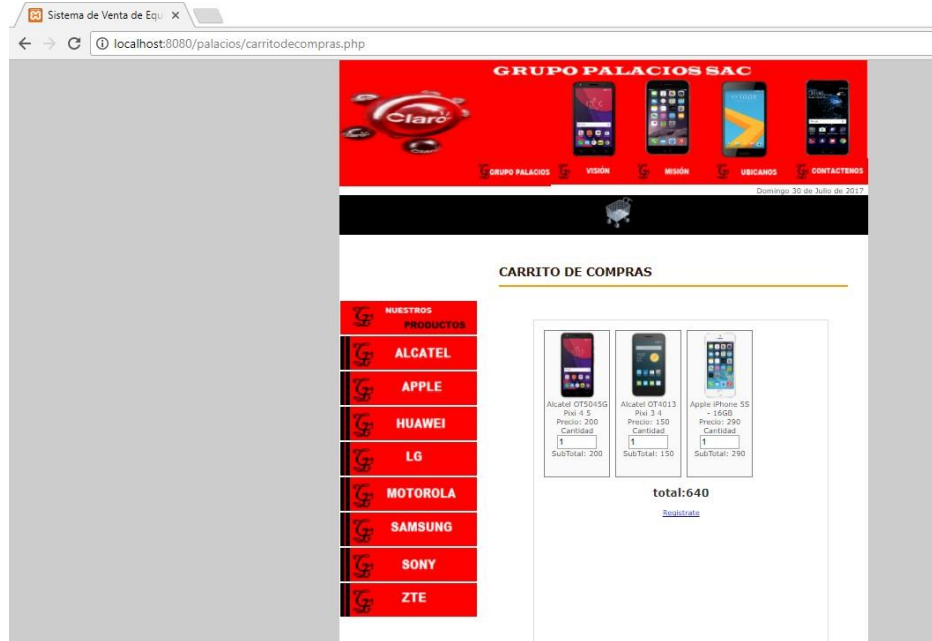 Sistema de Venta de Equ
localhost:8080/palacios/carritodecompras.php
GRUPO PALACIOS SAC
Claro
GRUPO PALACIOS
VISIÓN
MISIÓN
UBICANOS
CONTACTENOS
Domingo 30 de Julio de 2017
CARRITO DE COMPRAS
NUESTROS
PRODUCTOS
ALCATEL
APPLE
HUAWEI
LG
MOTOROLA
SAMSUNG
SONY
ZTE
Alcatel OT5045G
Pixi 4 5
Precio: 200
Cantidad
1
SubTotal: 200
Alcatel OT4013
Pixi 3 4
Precio: 150
Cantidad
1
SubTotal: 150
Apple iPhone 5S
- 16GB
Precio: 290
Cantidad
1
SubTotal: 290
total:640
Registrate